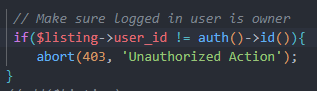 // Make sure logged in user is owner
if($listing->user_id != auth()->id()){
abort(403, 'Unauthorized Action');
}